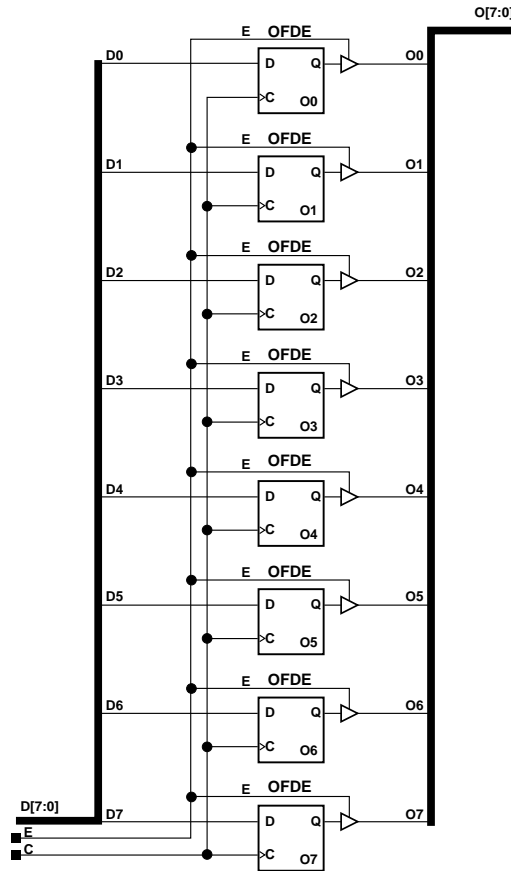 O[7:0]
E OFDE
D0 D Q O0
C O0
E OFDE
D1 D Q O1
C O1
E OFDE
D2 D Q O2
C O2
E OFDE
D3 D Q O3
C O3
E OFDE
D4 D Q O4
C O4
E OFDE
D5 D Q O5
C O5
E OFDE
D6 D Q O6
C O6
E OFDE
D[7:0]
D7 D Q O7
E
C
C O7